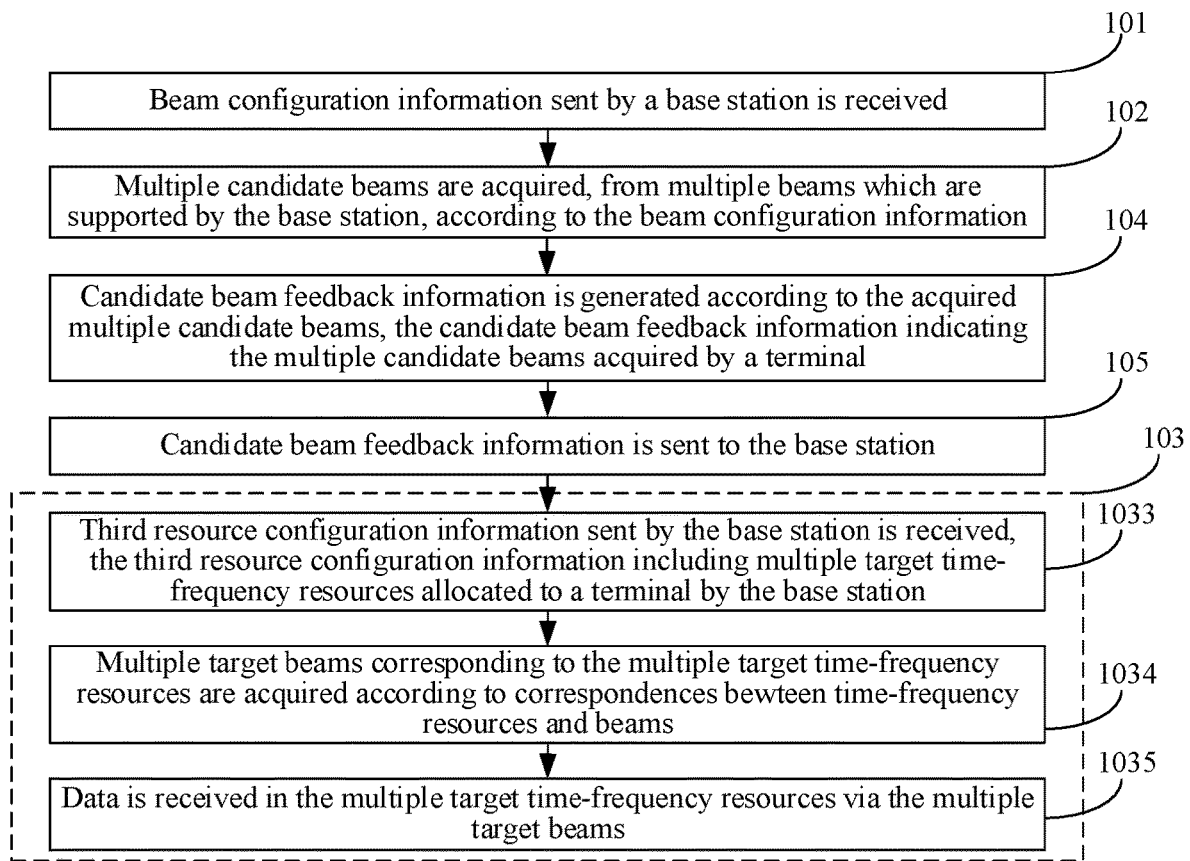 101
Beam configuration information sent by a base station is received
102
Multiple candidate beams are acquired, from multiple beams which are
supported by the base station, according to the beam configuration information
104
Candidate beam feedback information is generated according to the acquired
multiple candidate beams, the candidate beam feedback information indicating
the multiple candidate beams acquired by a terminal
105
Candidate beam feedback information is sent to the base station
103
1033
Third resource configuration information sent by the base station is received,
the third resource configuration information including multiple target time-
frequency resources allocated to a terminal by the base station
1034
Multiple target beams corresponding to the multiple target time-frequency
resources are acquired according to correspondences bewteen time-frequency
resources and beams
1035
Data is received in the multiple target time-frequency resources via the multiple
target beams